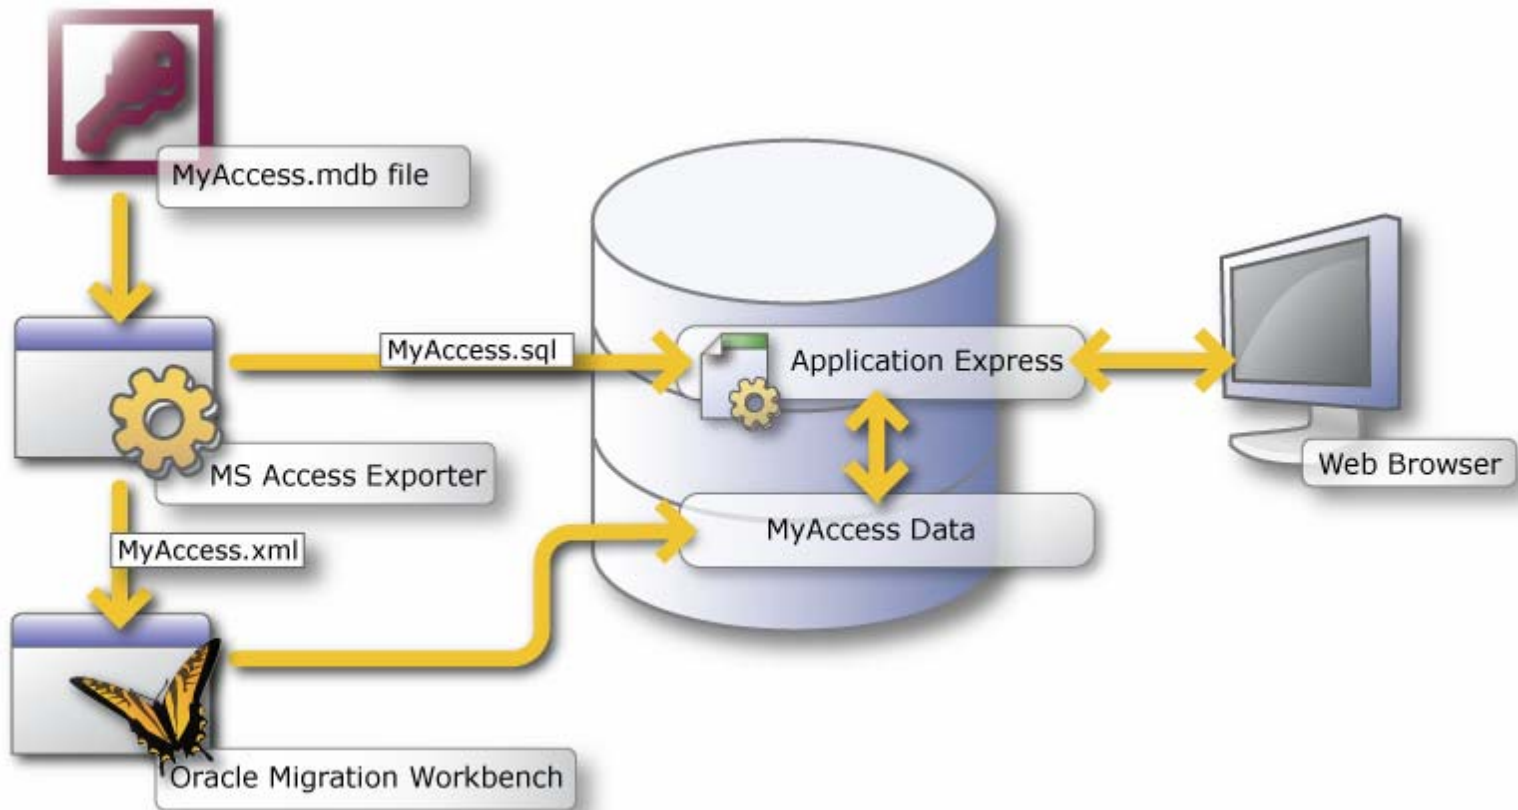 MyAccess.mdb file
MyAccess.sql
Application Express
MS Access Exporter
Web Browser
MyAccess Data
MyAccess.xml
Oracle Migration Workbench